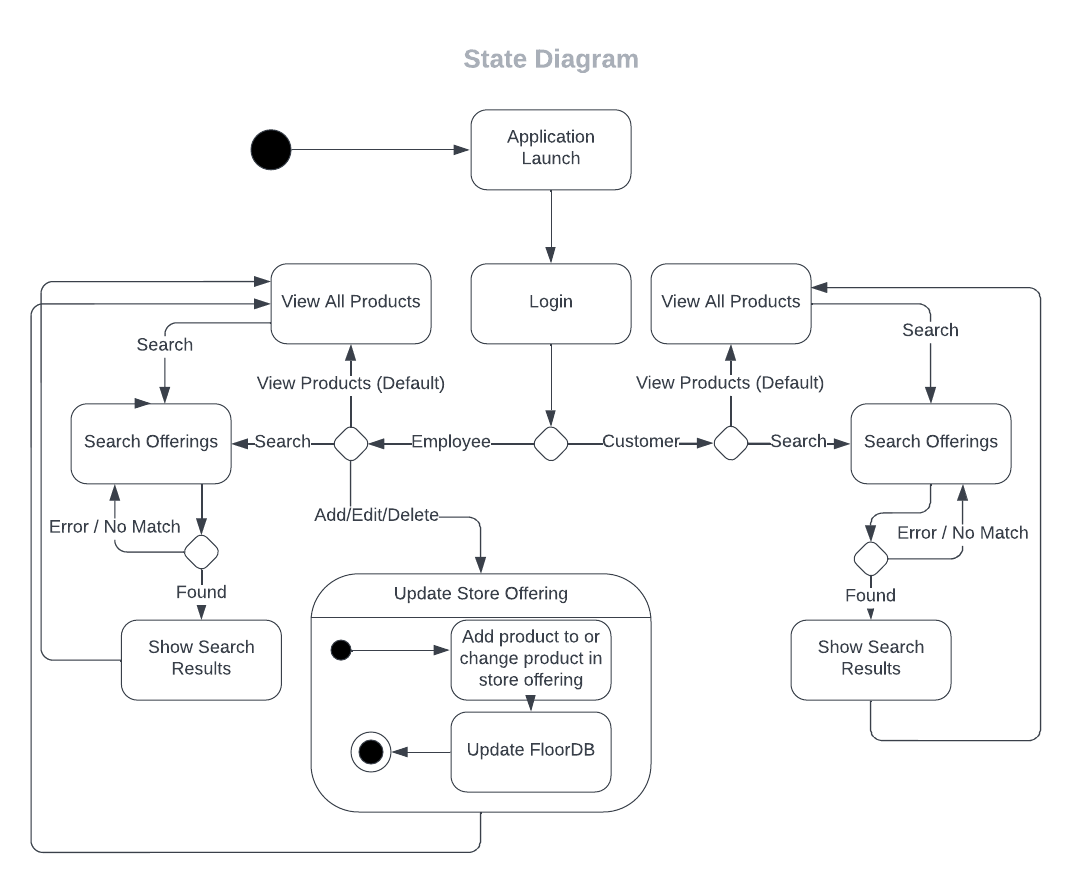 State Diagram
Application
Launch
View All Products
Login
View All Products
Search
Search
View Products (Default)
View Products (Default)
Search Offerings
Search
Employee
Customer
Search
Search Offerings
Add/Edit/Delete
Error / No Match
Error / No Match
Found
Update Store Offering
Found
Show Search
Results
Add product to or
change product in
store offering
Show Search
Results
Update FloorDB